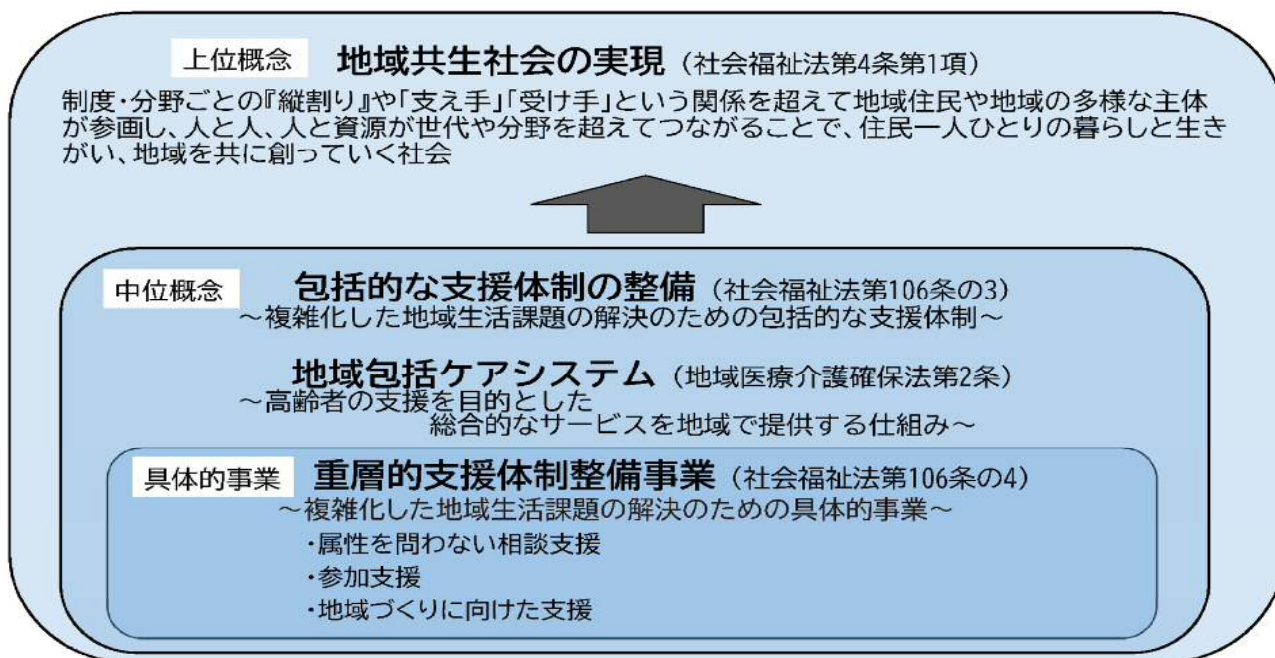 上位概念 地域共生社会の実現（社会福祉法第4条第1項）
制度・分野ごとの『縦割り』や「支え手」「受け手」という関係を超えて地域住民や地域の多様な主体
が参画し、人と人、人と資源が世代や分野を超えてつながることで、住民一人ひとりの暮らしと生き
がい、地域を共に創っていく社会
中位概念 包括的な支援体制の整備（社会福祉法第106条の3）
～複雑化した地域生活課題の解決のための包括的な支援体制～
地域包括ケアシステム（地域医療介護確保法第2条）
～高齢者の支援を目的とした
総合的なサービスを地域で提供する仕組み～
具体的事業 重層的支援体制整備事業（社会福祉法第106条の4）
～複雑化した地域生活課題の解決のための具体的事業～
・属性を問わない相談支援
・参加支援
・地域づくりに向けた支援